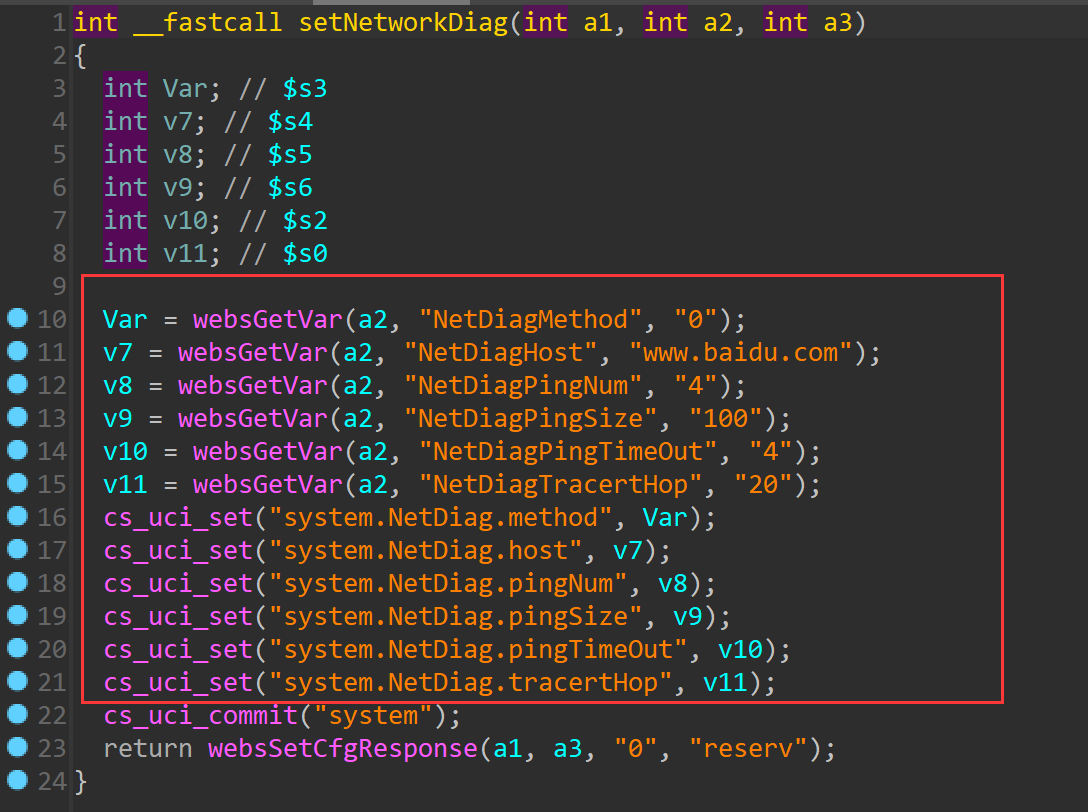 1 int __fastcall setNetworkDiag(int a1, int a2, int a3)
2 {
3 int Var; // $s3
4 int v7; // $s4
5 int v8; // $s5
6 int v9; // $s6
7 int v10; // $s2
8 int v11; // $s0
9
10 Var = websGetVar(a2, "NetDiagMethod", "0");
11 v7 = websGetVar(a2, "NetDiagHost", "www.baidu.com");
12 v8 = websGetVar(a2, "NetDiagPingNum", "4");
13 v9 = websGetVar(a2, "NetDiagPingSize", "100");
14 v10 = websGetVar(a2, "NetDiagPingTimeOut", "4");
15 v11 = websGetVar(a2, "NetDiagTracertHop", "20");
16 cs_uci_set("system.NetDiag.method", Var);
17 cs_uci_set("system.NetDiag.host", v7);
18 cs_uci_set("system.NetDiag.pingNum", v8);
19 cs_uci_set("system.NetDiag.pingSize", v9);
20 cs_uci_set("system.NetDiag.pingTimeOut", v10);
21 cs_uci_set("system.NetDiag.tracertHop", v11);
22 cs_uci_commit("system");
23 return websSetCfgResponse(a1, a3, "0", "reserv");
24 }